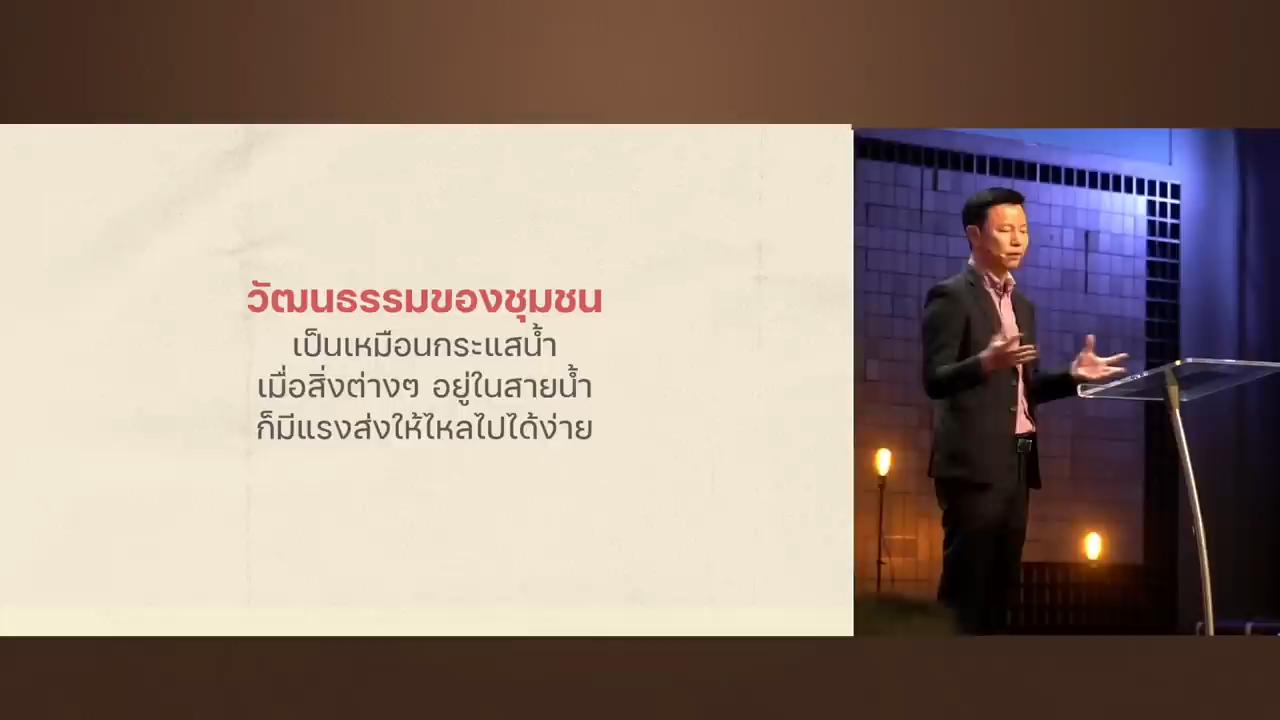 วัฒนธรรมของชุมชน
เป็นเหมือนกระแสน้ำ
เมื่อสิ่งต่างๆ อยู่ในสายน้ำ
ก็มีแรงส่งให้ไหลไปได้ง่าย